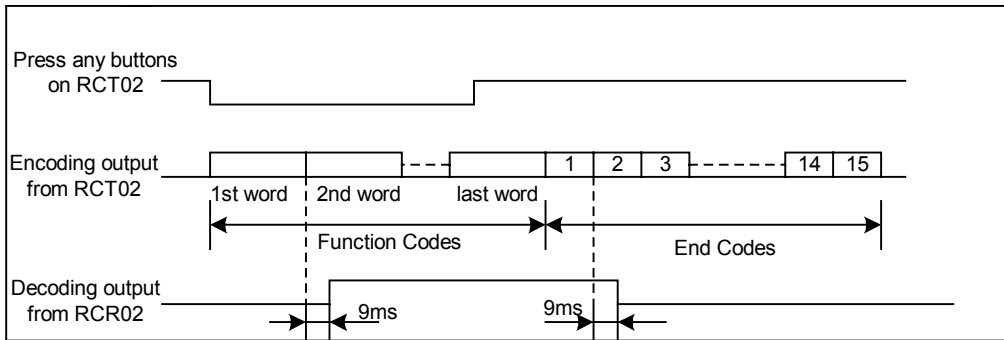 Press any buttons
on RCT02
Encoding output
from RCT02
1 2 3 14 15
1st word 2nd word last word
Function Codes End Codes
Decoding output
from RCR02
9ms 9ms